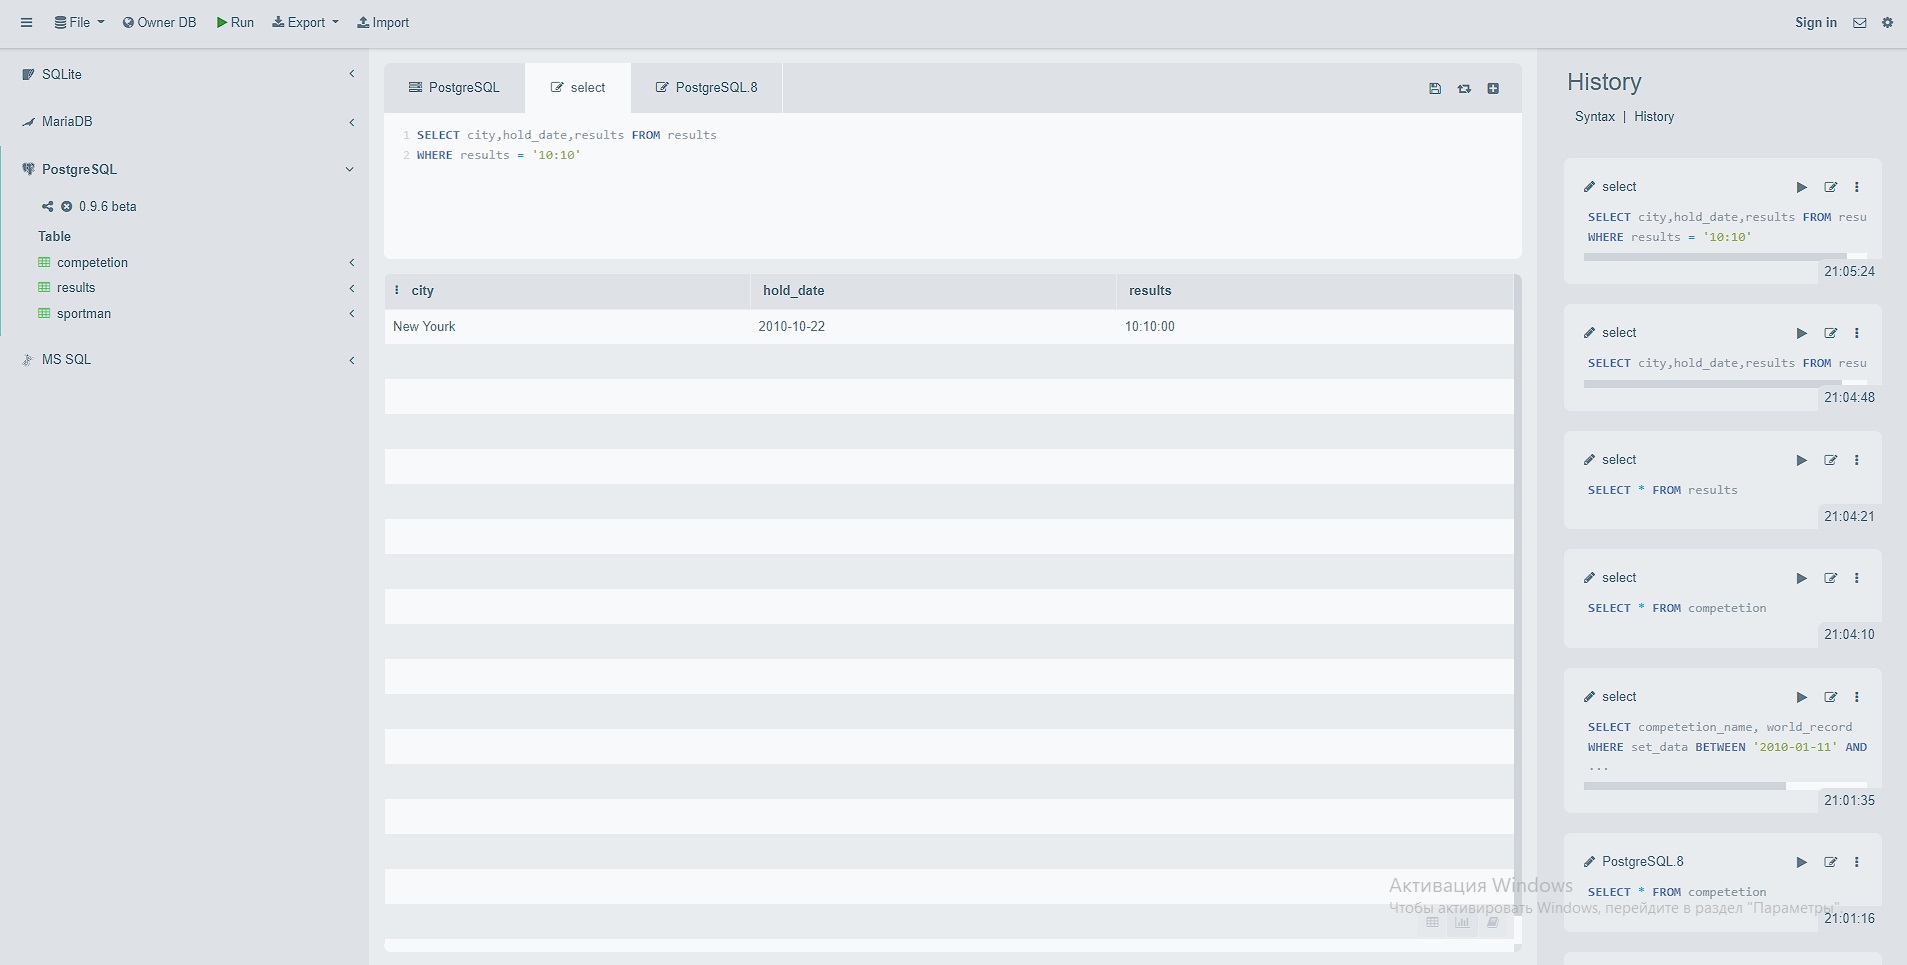 File Owner DB Run Export Import Sign in
SQLite
MariaDB
PostgreSQL
0.9.6 beta
Table
competetion
results
sportman
MS SQL
PostgreSQL select PostgreSQL.8
1 SELECT city,hold_date,results FROM results
2 WHERE results = '10:10'
city hold_date results
New Yourk 2010-10-22 10:10:00
History
Syntax | History
select
SELECT city,hold_date,results FROM resu
WHERE results = '10:10'
21:05:24
select
SELECT city,hold_date,results FROM resu
21:04:48
select
SELECT * FROM results
21:04:21
select
SELECT * FROM competetion
21:04:10
select
SELECT competetion_name, world_record
WHERE set_data BETWEEN '2010-01-11' AND
...
21:01:35
PostgreSQL.8
SELECT * FROM competetion
21:01:16
Активация Windows
Чтобы активировать Windows, перейдите в раздел "Параметры".